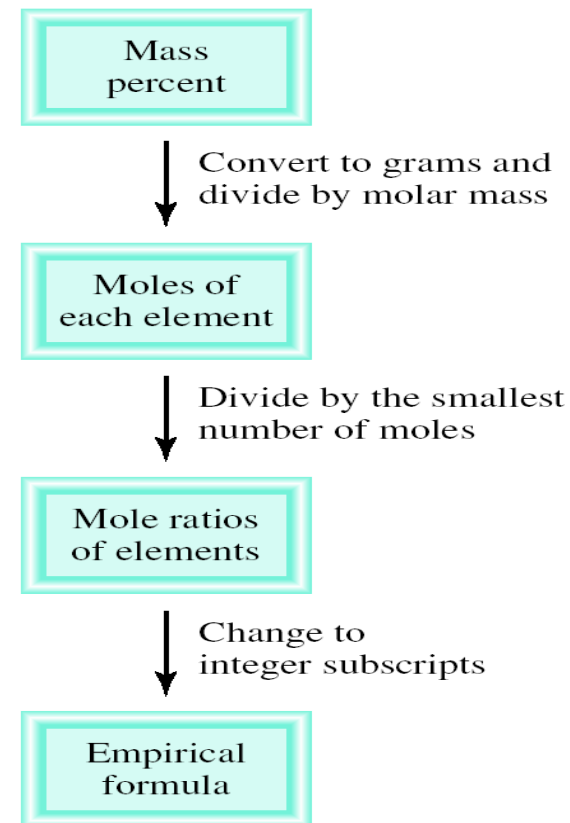 Mass
percent
Convert to grams and
divide by molar mass
Moles of
each element
Divide by the smallest
number of moles
Mole ratios
of elements
Change to
integer subscripts
Empirical
formula